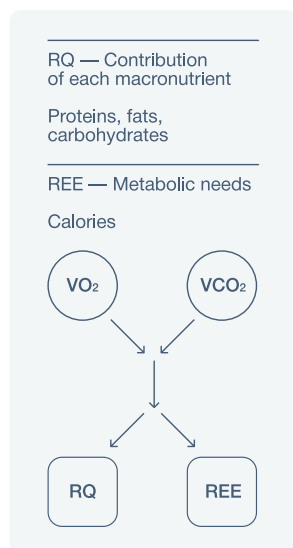 RQ — Contribution
of each macronutrient
Proteins, fats,
carbohydrates
REE — Metabolic needs
Calories
VO₂
VCO₂
RQ
REE